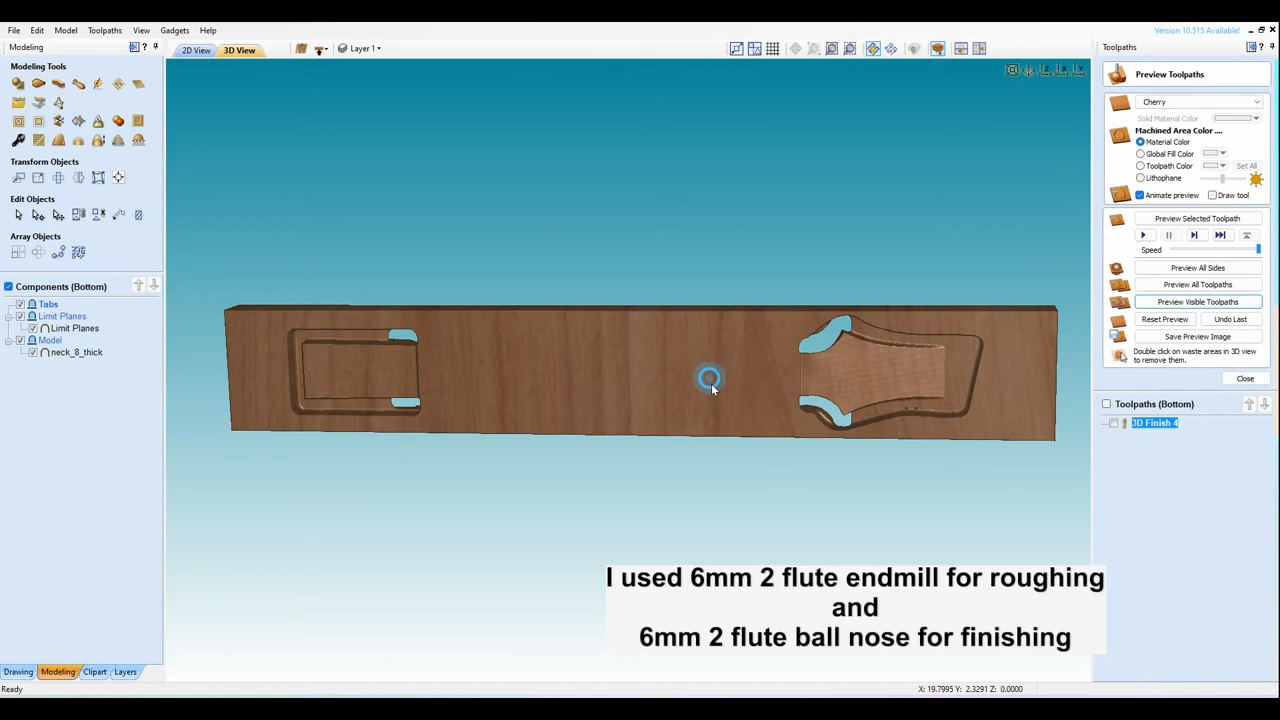 File Edit Model Toolpaths View Gadgets Help
Version 10.515 Available!
Modeling
2D View
3D View
Layer 1
Toolpaths
Modeling Tools
Transform Objects
Edit Objects
Array Objects
Components (Bottom)
Tabs
Limit Planes
Limit Planes
Model
neck_8_thick
Drawing Modeling Clipart Layers
Ready
I used 6mm 2 flute endmill for roughing
and
6mm 2 flute ball nose for finishing
Preview Toolpaths
Cherry
Solid Material Color
Machined Area Color ....
Material Color
Global Fill Color
Toolpath Color
Set All
Lithophane
Animate preview
Draw tool
Preview Selected Toolpath
Speed
Preview All Sides
Preview All Toolpaths
Preview Visible Toolpaths
Reset Preview
Undo Last
Save Preview Image
Double click on waste areas in 3D view
to remove them.
Close
Toolpaths (Bottom)
3D Finish 4
X: 19.7995 Y: 2.3291 Z: 0.0000